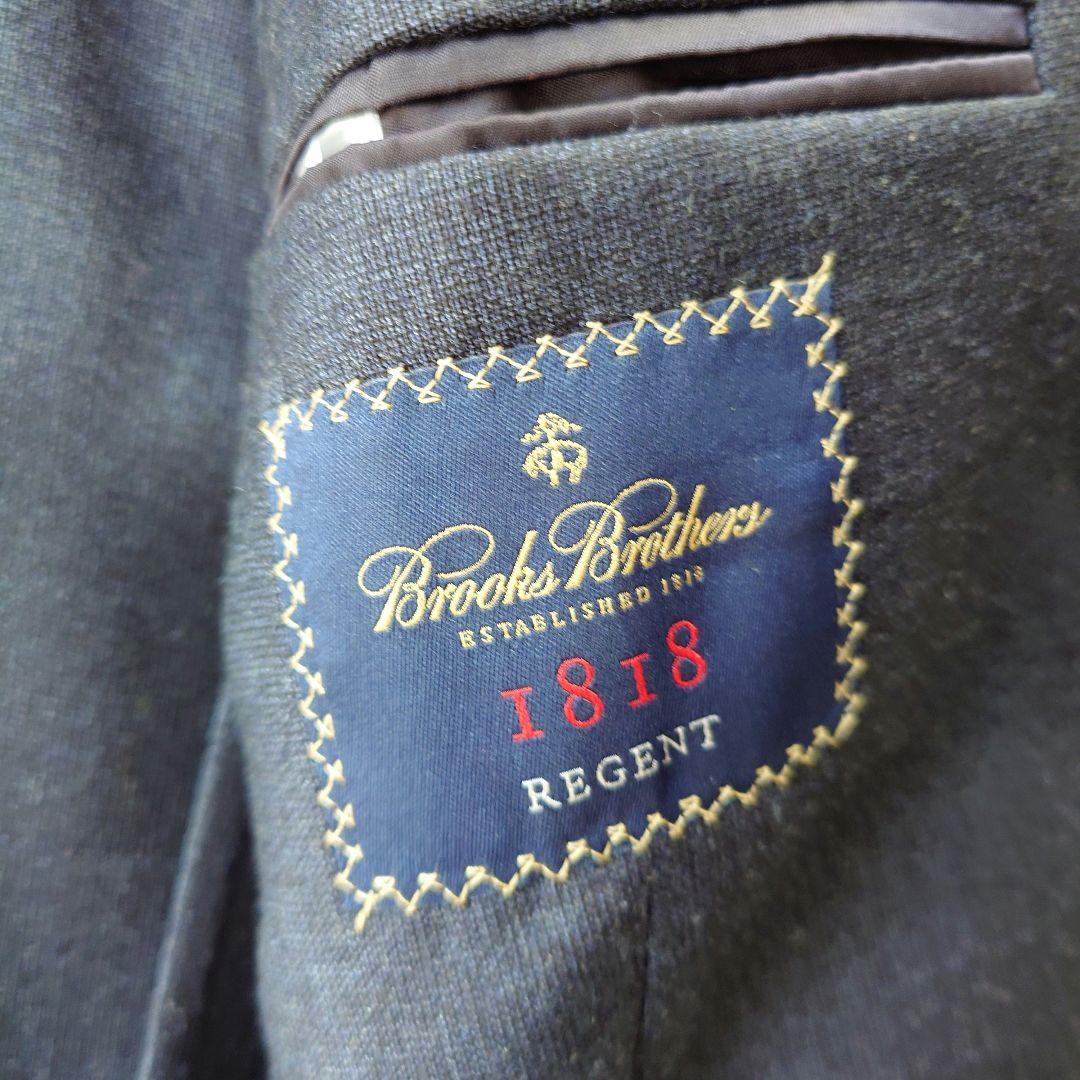 Brooks Brothers
ESTABLISHED 1818
1818
REGENT